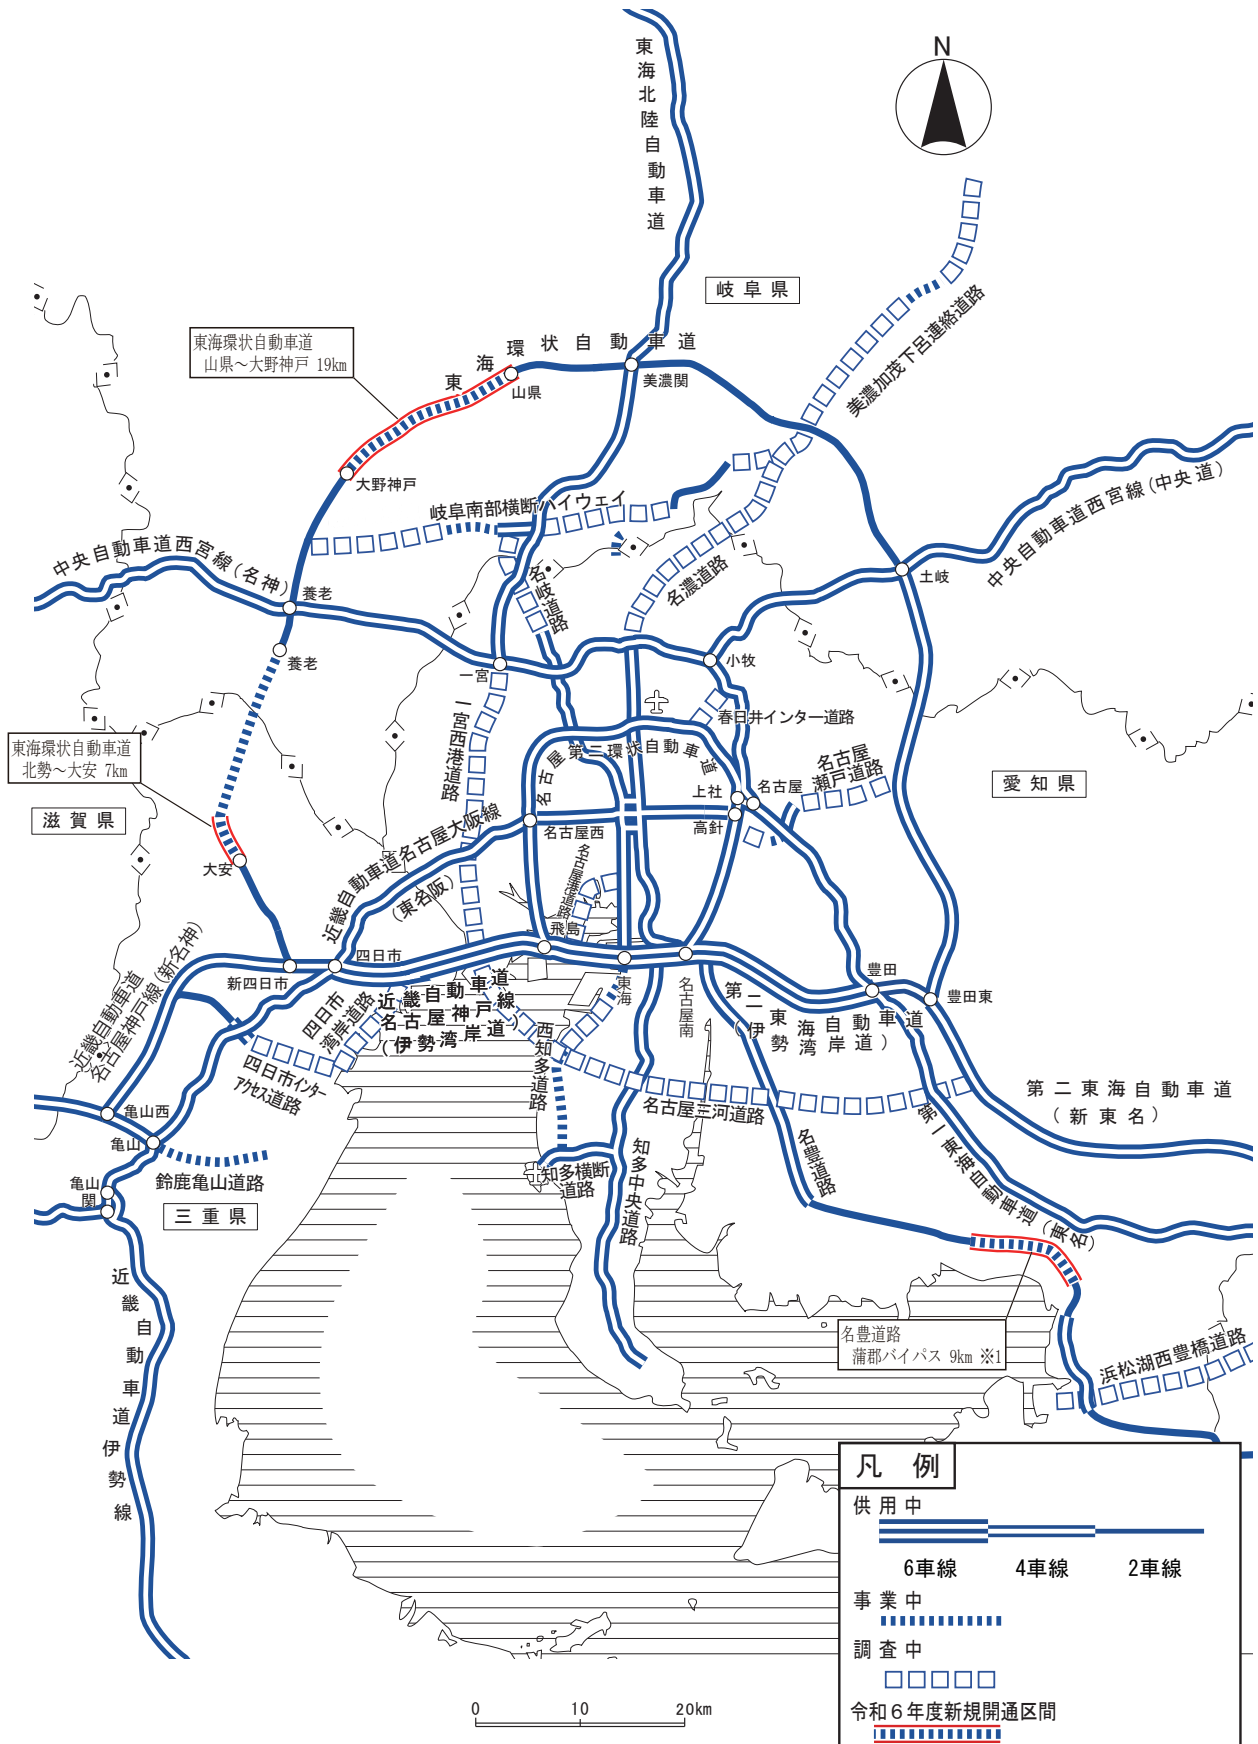 N
東海北陸自動車道
岐阜県
東海環状自動車道
山県～大野神戸 19km
東海環状自動車道
山県
美濃関
美濃加茂下呂連絡道路
大野神戸
岐阜南部横断ハイウェイ
中央自動車道西宮線(中央道)
中央自動車道西宮線(名神)
名岐道路
名濃道路
土岐
養老
養老
一宮
小牧
一宮西港道路
春日井インター道路
東海環状自動車道
北勢～大安 7km
名古屋第二環状自動車道
名古屋
瀬戸道路
愛知県
滋賀県
上社
名古屋
高針
名古屋西
近畿自動車道名古屋大阪線
(東名阪)
名古屋港道路
大安
飛島
四日市
新四日市
東海
名古屋南
豊田
豊田東
近畿自動車道
名古屋神戸線(新名神)
四日市
湾岸道路
近畿自動車道
名古屋神戸線
(伊勢湾岸道)
第二東海自動車道
(伊勢湾岸道)
四日市インター
アクセス道路
西知多道路
名古屋三河道路
第二東海自動車道
(新東名)
亀山西
亀山
鈴鹿亀山道路
亀山
関
三重県
知多横断
道路
知多中央道路
名豊道路
第一東海自動車道(東名)
近畿自動車道伊勢線
名豊道路
蒲郡バイパス 9km ※1
浜松湖西豊橋道路
凡例
供用中
6車線 4車線 2車線
事業中
調査中
令和6年度新規開通区間
0 10 20km